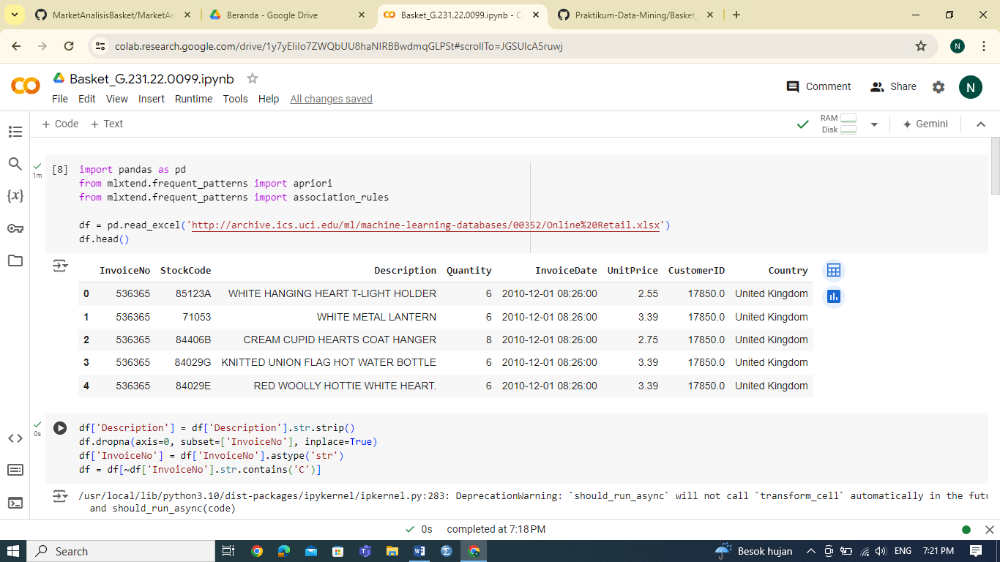 MarketAnalisisBasket/MarketAn
Beranda - Google Drive
Basket_G.231.22.0099.ipynb - Co
Praktikum-Data-Mining/Basket_
colab.research.google.com/drive/1y7yEliIo7ZWQbUU8haNIRBBwdmqGLPSt#scrollTo=JGSUIcA5ruwj
N
CO
Basket_G.231.22.0099.ipynb
File Edit View Insert Runtime Tools Help All changes saved
Comment
Share
N
+ Code + Text
RAM
Disk
Gemini
1m
[8] import pandas as pd
from mlxtend.frequent_patterns import apriori
from mlxtend.frequent_patterns import association_rules
df = pd.read_excel('http://archive.ics.uci.edu/ml/machine-learning-databases/00352/Online%20Retail.xlsx')
df.head()
InvoiceNo StockCode Description Quantity InvoiceDate UnitPrice CustomerID Country
0 536365 85123A WHITE HANGING HEART T-LIGHT HOLDER 6 2010-12-01 08:26:00 2.55 17850.0 United Kingdom
1 536365 71053 WHITE METAL LANTERN 6 2010-12-01 08:26:00 3.39 17850.0 United Kingdom
2 536365 84406B CREAM CUPID HEARTS COAT HANGER 8 2010-12-01 08:26:00 2.75 17850.0 United Kingdom
3 536365 84029G KNITTED UNION FLAG HOT WATER BOTTLE 6 2010-12-01 08:26:00 3.39 17850.0 United Kingdom
4 536365 84029E RED WOOLLY HOTTIE WHITE HEART. 6 2010-12-01 08:26:00 3.39 17850.0 United Kingdom
0s
df['Description'] = df['Description'].str.strip()
df.dropna(axis=0, subset=['InvoiceNo'], inplace=True)
df['InvoiceNo'] = df['InvoiceNo'].astype('str')
df = df[~df['InvoiceNo'].str.contains('C')]
/usr/local/lib/python3.10/dist-packages/ipykernel/ipkernel.py:283: DeprecationWarning: `should_run_async` will not call `transform_cell` automatically in the futu
and should_run_async(code)
0s completed at 7:18 PM
Search
Besok hujan
ENG
7:21 PM